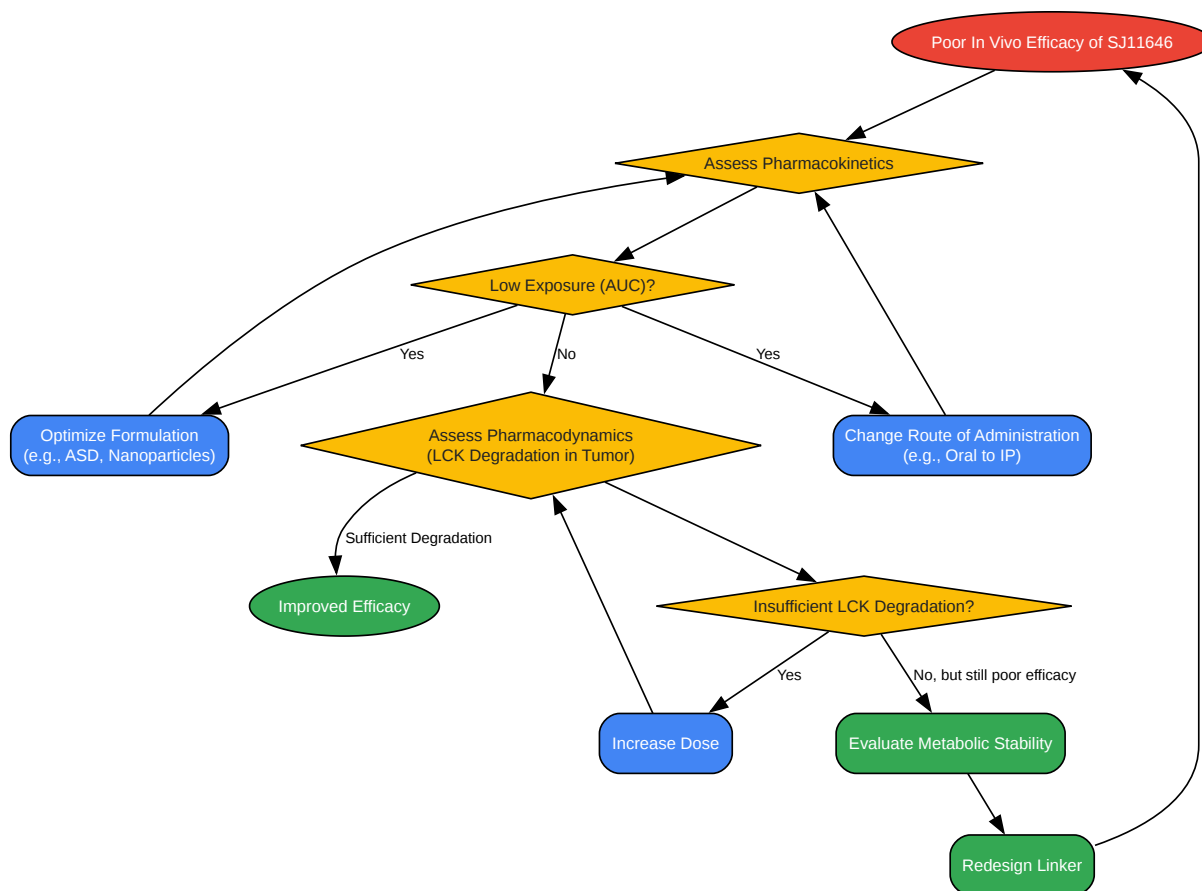 Poor In Vivo Efficacy of SJ11646
Assess Pharmacokinetics
Low Exposure (AUC)?
Yes
No
Yes
Optimize Formulation
(e.g., ASD, Nanoparticles)
Assess Pharmacodynamics
(LCK Degradation in Tumor)
Change Route of Administration
(e.g., Oral to IP)
Sufficient Degradation
Improved Efficacy
Insufficient LCK Degradation?
Yes
No, but still poor efficacy
Increase Dose
Evaluate Metabolic Stability
Redesign Linker